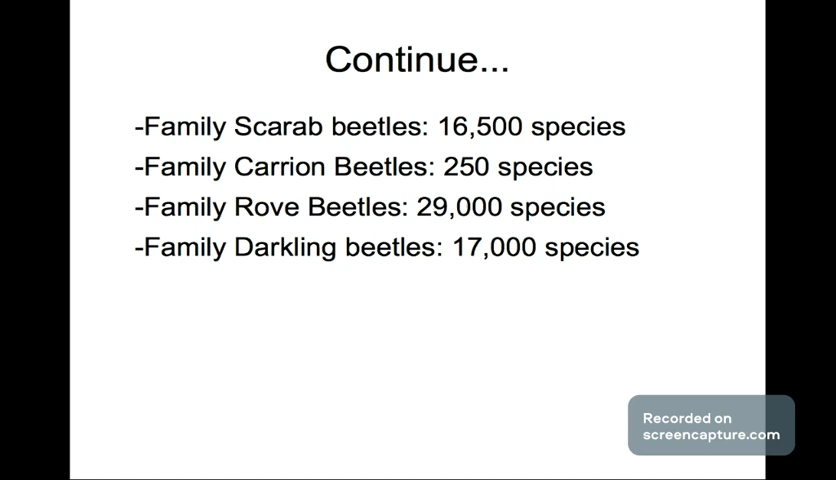 Continue...
-Family Scarab beetles: 16,500 species
-Family Carrion Beetles: 250 species
-Family Rove Beetles: 29,000 species
-Family Darkling beetles: 17,000 species
Recorded on
screencapture.com